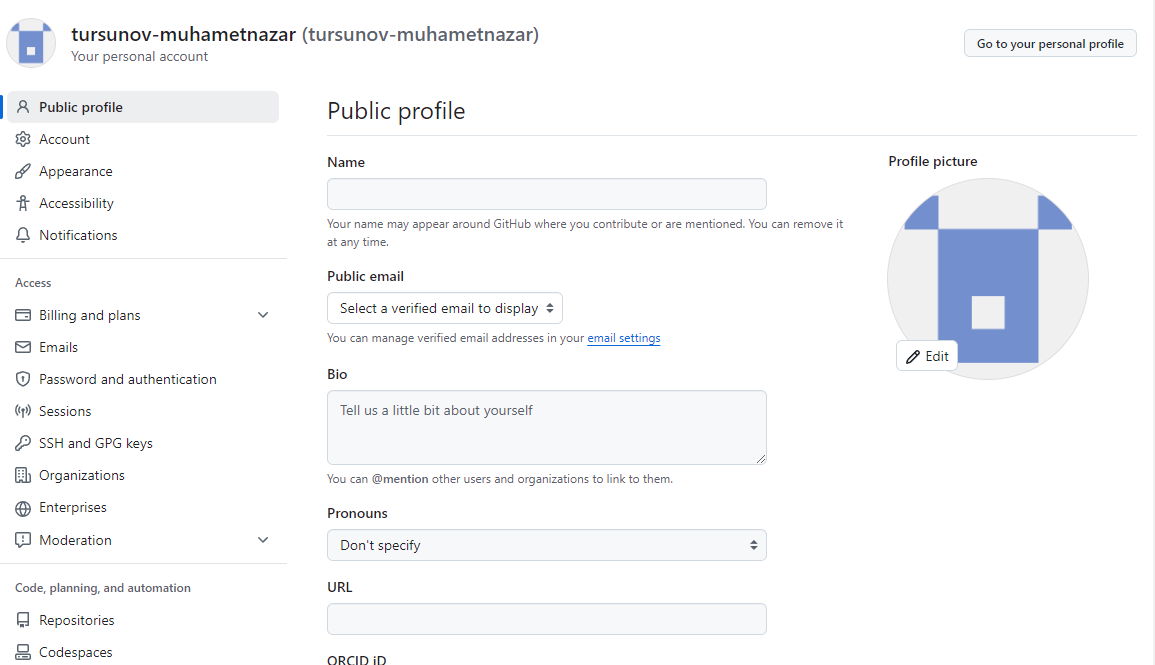 tursunov-muhametnazar (tursunov-muhametnazar)
Your personal account
Go to your personal profile
Public profile
Account
Appearance
Accessibility
Notifications
Access
Billing and plans
Emails
Password and authentication
Sessions
SSH and GPG keys
Organizations
Enterprises
Moderation
Code, planning, and automation
Repositories
Codespaces
Public profile
Name
Your name may appear around GitHub where you contribute or are mentioned. You can remove it
at any time.
Public email
Select a verified email to display
You can manage verified email addresses in your email settings
Bio
Tell us a little bit about yourself
You can @mention other users and organizations to link to them.
Pronouns
Don't specify
URL
ORCID iD
Profile picture
Edit